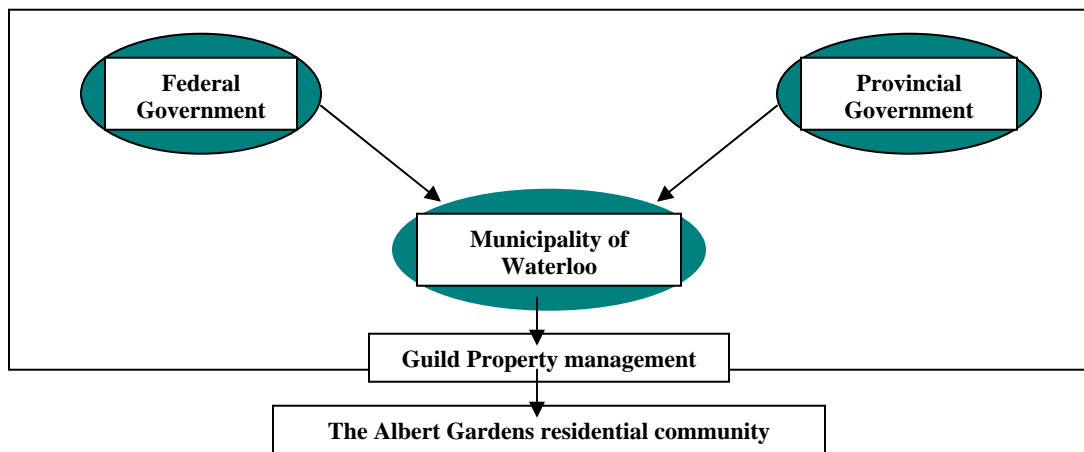 Federal
Government
Provincial
Government
Municipality of
Waterloo
Guild Property management
The Albert Gardens residential community